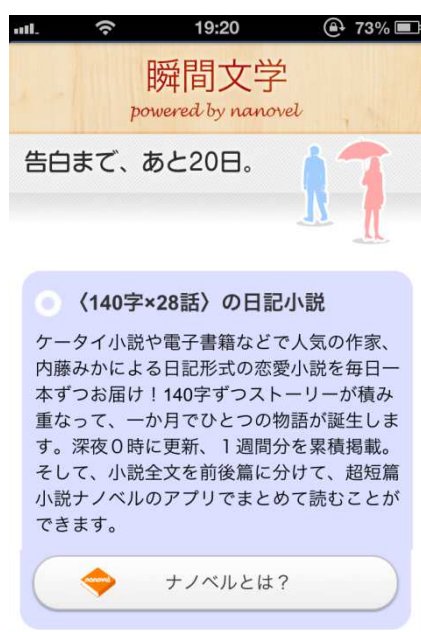 19:20 73%
瞬間文学
powered by nanovel
告白まで、あと20日。
〈140字×28話〉の日記小説
ケータイ小説や電子書籍などで人気の作家、
内藤みかによる日記形式の恋愛小説を毎日一
本ずつお届け！140字ずつストーリーが積み
重なって、一か月でひとつの物語が誕生しま
す。深夜０時に更新、１週間分を累積掲載。
そして、小説全文を前後篇に分けて、超短篇
小説ナノベルのアプリでまとめて読むことが
できます。
nanovel ナノベルとは？